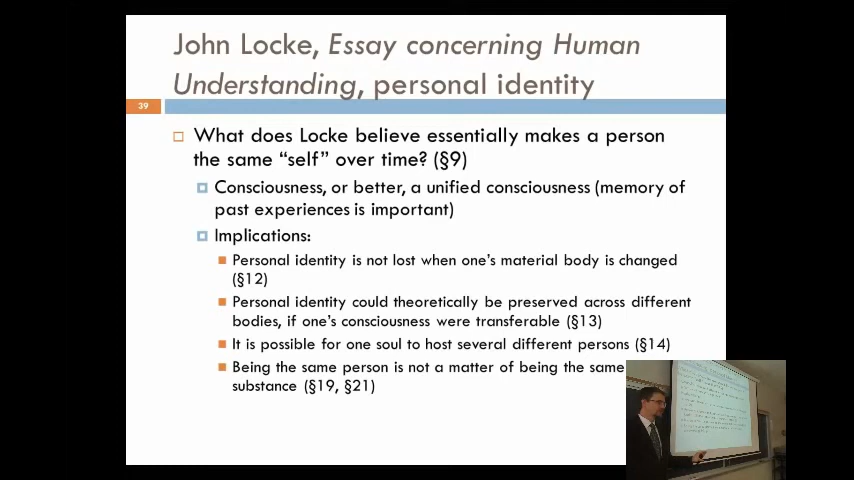 John Locke, Essay concerning Human
Understanding, personal identity
39
What does Locke believe essentially makes a person
the same “self” over time? (§9)
Consciousness, or better, a unified consciousness (memory of
past experiences is important)
Implications:
Personal identity is not lost when one’s material body is changed
(§12)
Personal identity could theoretically be preserved across different
bodies, if one’s consciousness were transferable (§13)
It is possible for one soul to host several different persons (§14)
Being the same person is not a matter of being the same
substance (§19, §21)